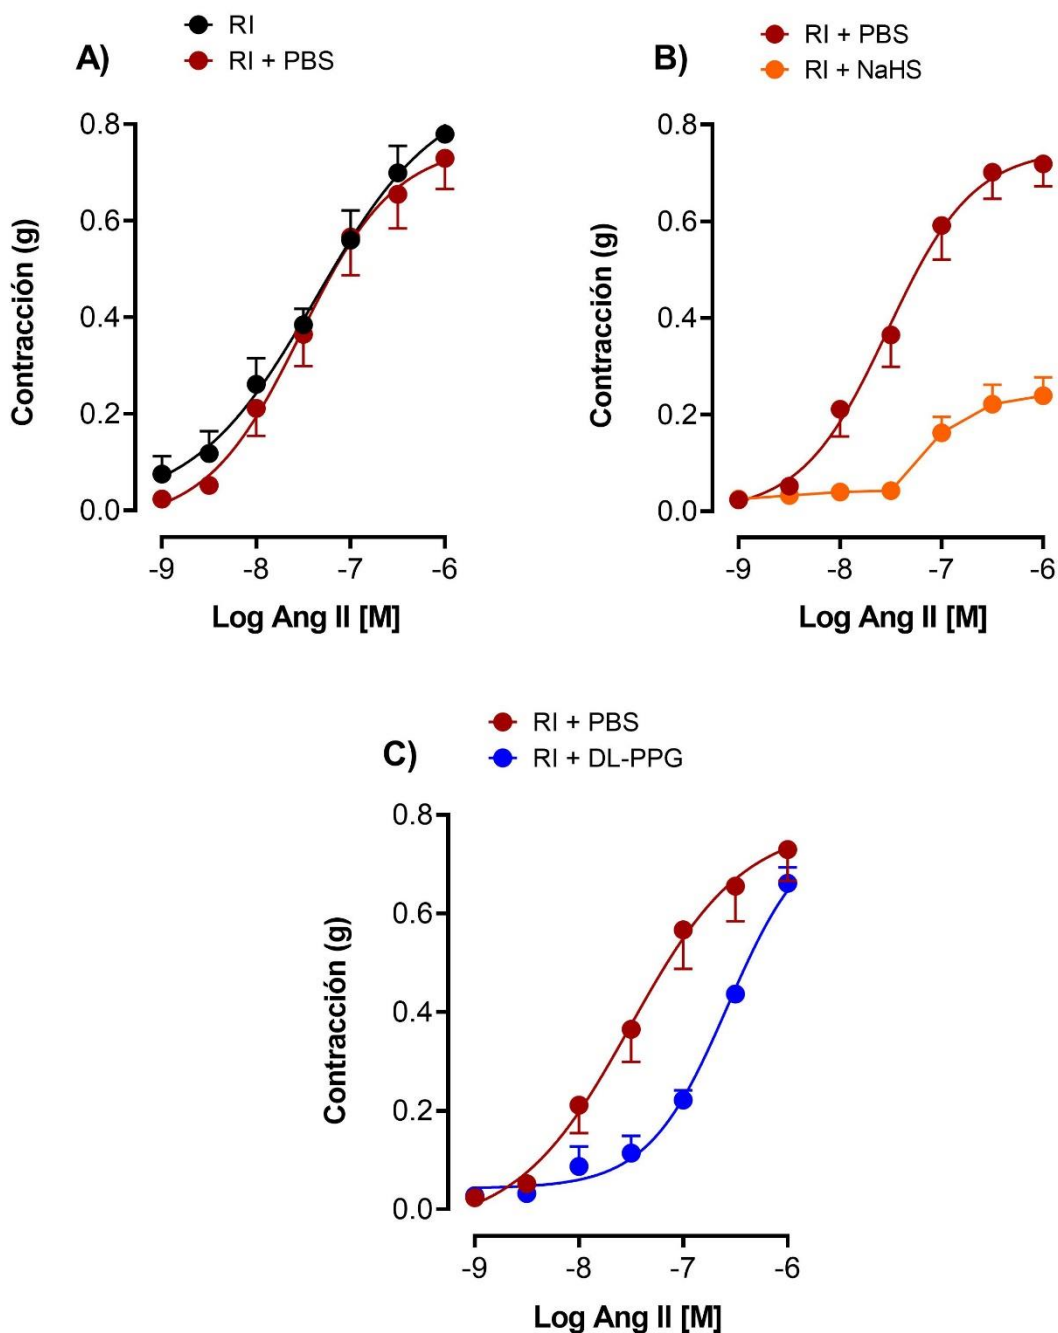 A)
RI
RI + PBS
Contracción (g)
0.8
0.6
0.4
0.2
0.0
-9 -8 -7 -6
Log Ang II [M]
B)
RI + PBS
RI + NaHS
Contracción (g)
0.8
0.6
0.4
0.2
0.0
-9 -8 -7 -6
Log Ang II [M]
C)
RI + PBS
RI + DL-PPG
Contracción (g)
0.8
0.6
0.4
0.2
0.0
-9 -8 -7 -6
Log Ang II [M]